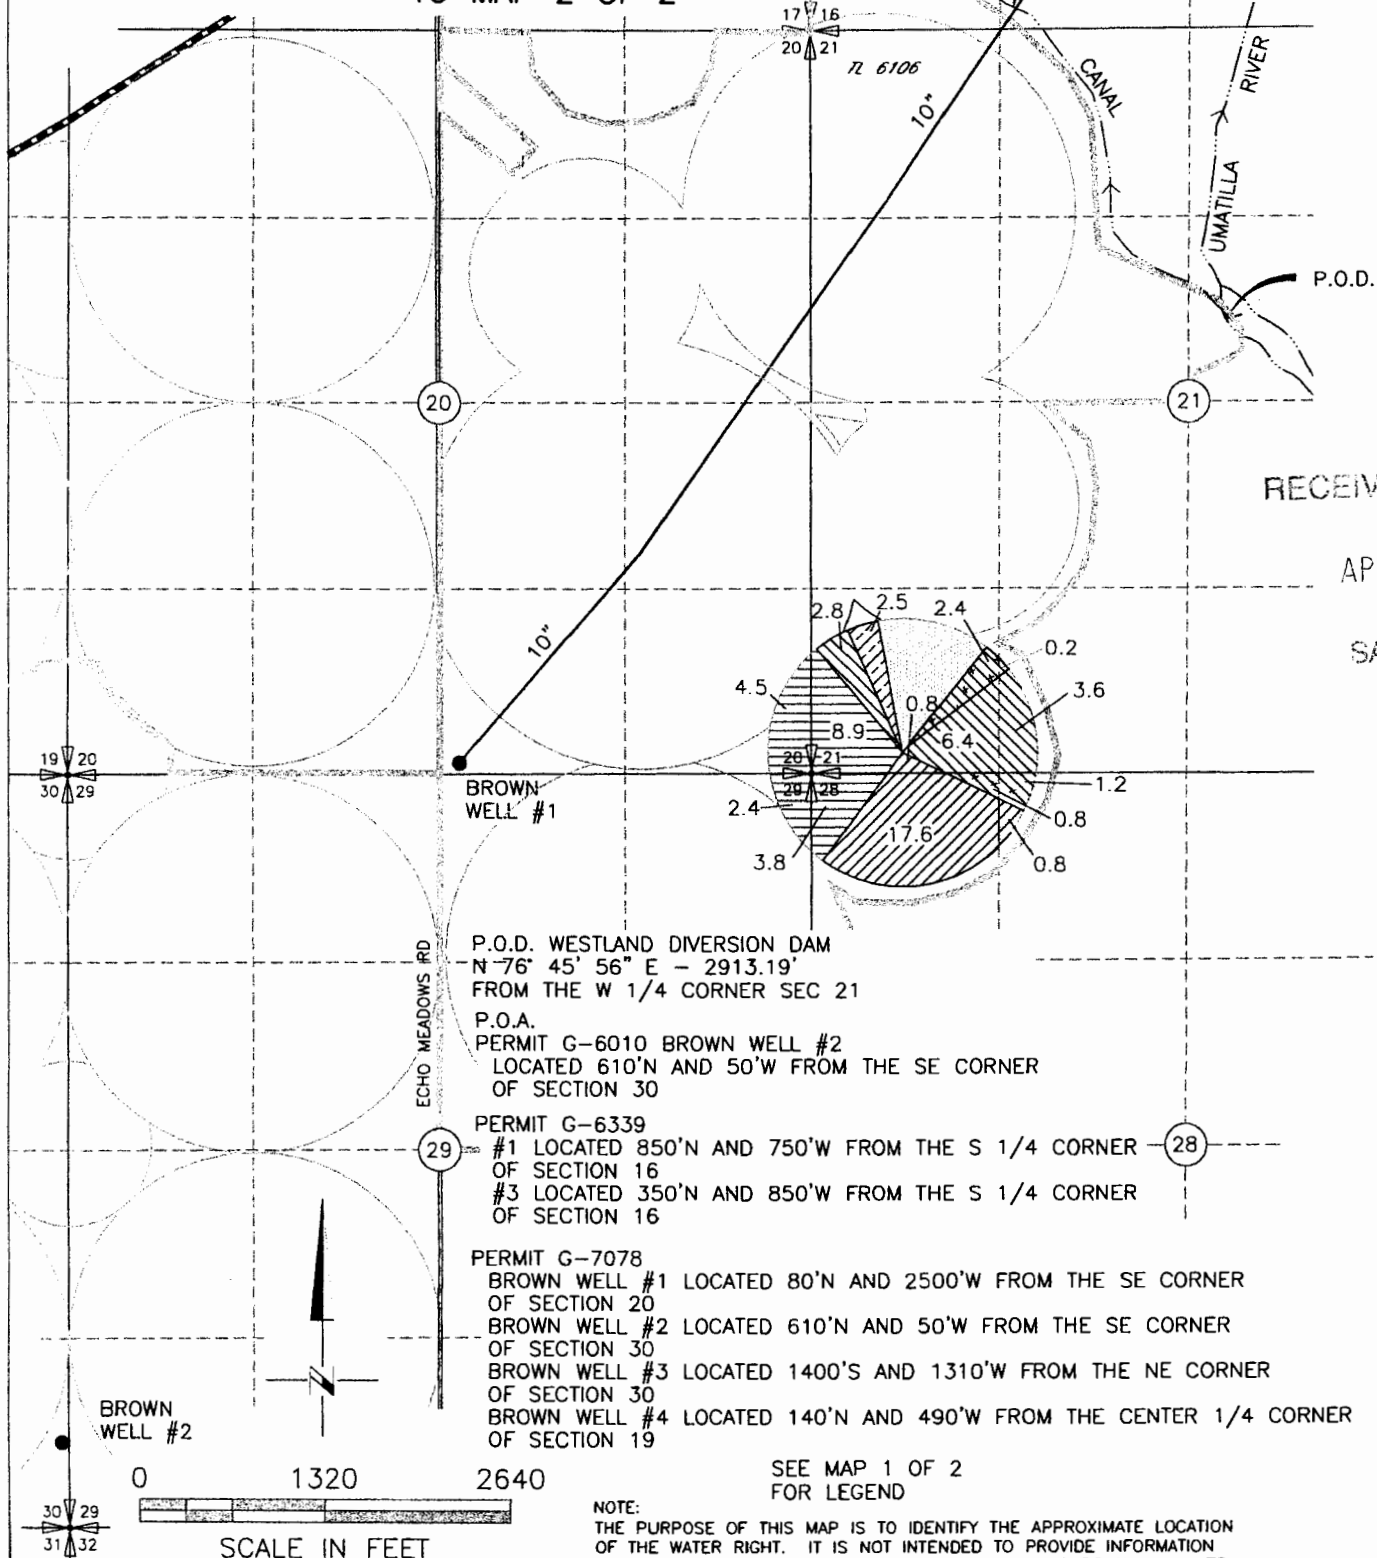 TO MAP 2 OF 2
17 16
20 21
n 6106
10"
CANAL
RIVER
UMATILLA
P.O.D.
20
21
RECEIV
AP
SA
10"
2.8
2.5
2.4
0.2
3.6
4.5
0.8
8.9
6.4
1.2
0.8
0.8
17.6
2.4
3.8
20 21
29 28
19 20
30 29
BROWN
WELL #1
P.O.D. WESTLAND DIVERSION DAM
N 76° 45' 56" E - 2913.19'
FROM THE W 1/4 CORNER SEC 21
P.O.A.
PERMIT G-6010 BROWN WELL #2
LOCATED 610'N AND 50'W FROM THE SE CORNER
OF SECTION 30
ECHO MEADOWS RD
PERMIT G-6339
#1 LOCATED 850'N AND 750'W FROM THE S 1/4 CORNER
OF SECTION 16
#3 LOCATED 350'N AND 850'W FROM THE S 1/4 CORNER
OF SECTION 16
29
28
PERMIT G-7078
BROWN WELL #1 LOCATED 80'N AND 2500'W FROM THE SE CORNER
OF SECTION 20
BROWN WELL #2 LOCATED 610'N AND 50'W FROM THE SE CORNER
OF SECTION 30
BROWN WELL #3 LOCATED 1400'S AND 1310'W FROM THE NE CORNER
OF SECTION 30
BROWN WELL #4 LOCATED 140'N AND 490'W FROM THE CENTER 1/4 CORNER
OF SECTION 19
BROWN
WELL #2
N
0 1320 2640
SCALE IN FEET
30 29
31 32
SEE MAP 1 OF 2
FOR LEGEND
NOTE:
THE PURPOSE OF THIS MAP IS TO IDENTIFY THE APPROXIMATE LOCATION
OF THE WATER RIGHT. IT IS NOT INTENDED TO PROVIDE INFORMATION